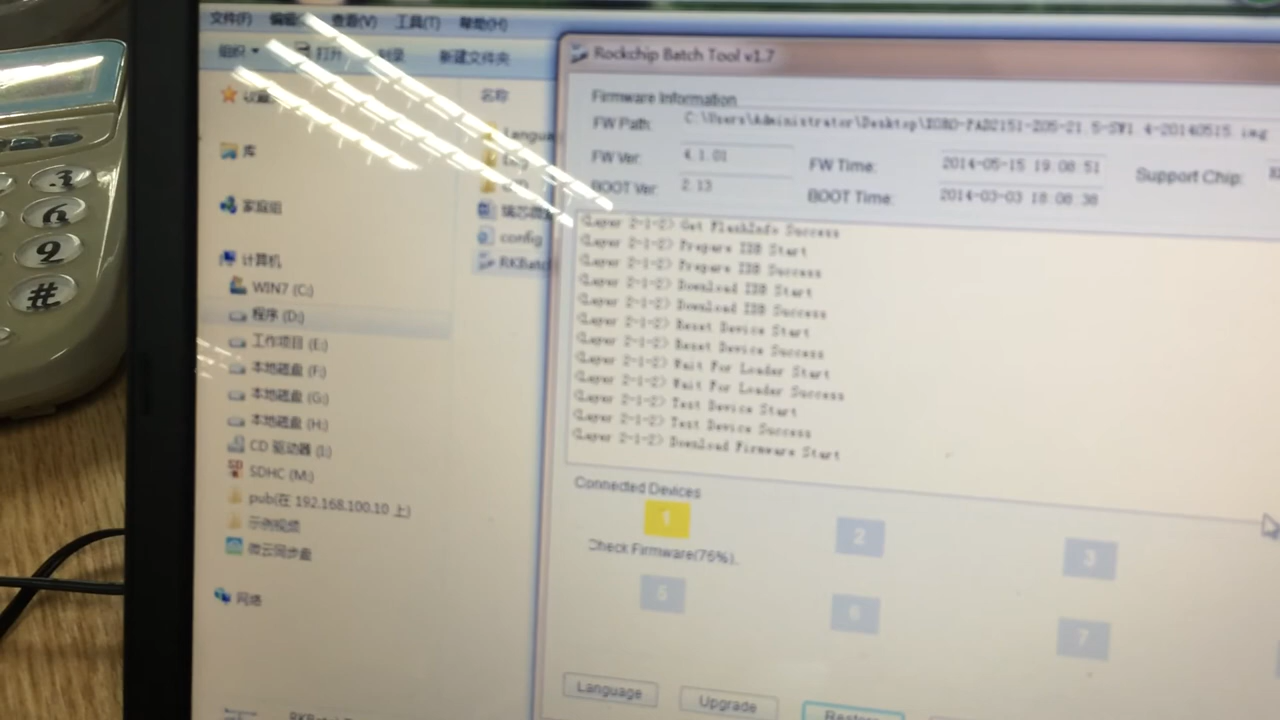 文件(F) 查看(V) 工具(T) 帮助(H)
组织 打开 新建文件夹
名称
库
家庭组
计算机
WIN7 (C:)
程序 (D:)
工作项目 (E:)
本地磁盘 (F:)
本地磁盘 (G:)
本地磁盘 (H:)
CD 驱动器 (I:)
SDHC (M:)
pub(在 192.168.100.10 上)
示例视频
微云同步盘
网络
config
Rockchip Batch Tool v1.7
Firmware Information
FW Path:
FW Ver: 4.1.01 FW Time: 2014-05-15 19:08:51 Support Chip:
BOOT Ver: 2.13 BOOT Time: 2014-03-03 18:08:38
<Layer 2-1-2> Get FlashInfo Success
<Layer 2-1-2> Prepare IDB Start
<Layer 2-1-2> Prepare IDB Success
<Layer 2-1-2> Download IDB Start
<Layer 2-1-2> Download IDB Success
<Layer 2-1-2> Reset Device Start
<Layer 2-1-2> Reset Device Success
<Layer 2-1-2> Wait For Loader Start
<Layer 2-1-2> Wait For Loader Success
<Layer 2-1-2> Test Device Start
<Layer 2-1-2> Test Device Success
<Layer 2-1-2> Download Firmware Start
Connected Devices
1 2 3
Check Firmware(76%).
5 6 7
Language Upgrade Restore
3
6
9
#